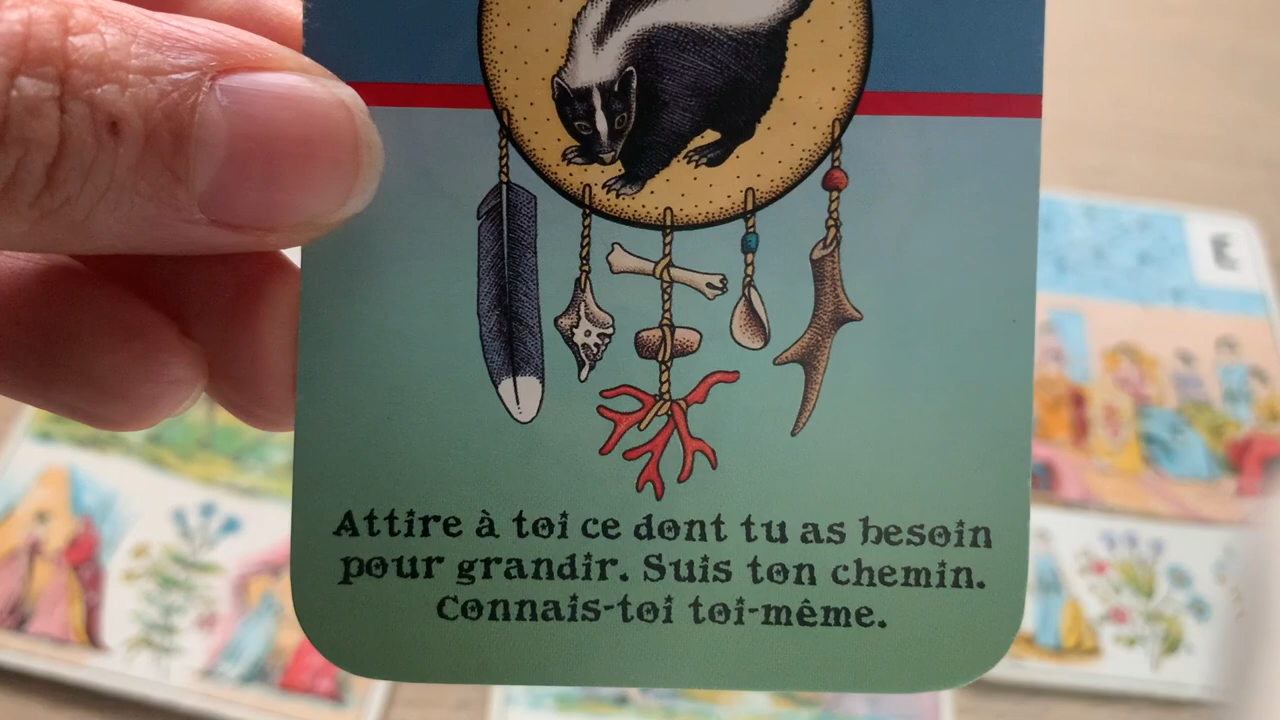 Attire à toi ce dont tu as besoin
pour grandir. Suis ton chemin.
Connais-toi toi-même.
E